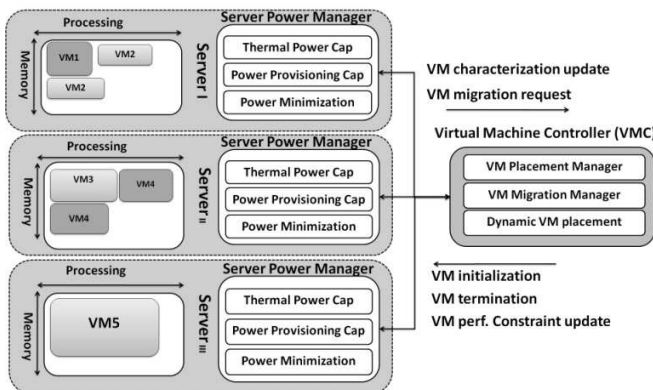 Processing
Memory
VM1
VM2
VM2
Server I
Server Power Manager
Thermal Power Cap
Power Provisioning Cap
Power Minimization
Processing
Memory
VM3
VM4
VM4
Server II
Server Power Manager
Thermal Power Cap
Power Provisioning Cap
Power Minimization
Processing
Memory
VM5
Server III
Server Power Manager
Thermal Power Cap
Power Provisioning Cap
Power Minimization
VM characterization update
VM migration request
Virtual Machine Controller (VMC)
VM Placement Manager
VM Migration Manager
Dynamic VM placement
VM initialization
VM termination
VM perf. Constraint update